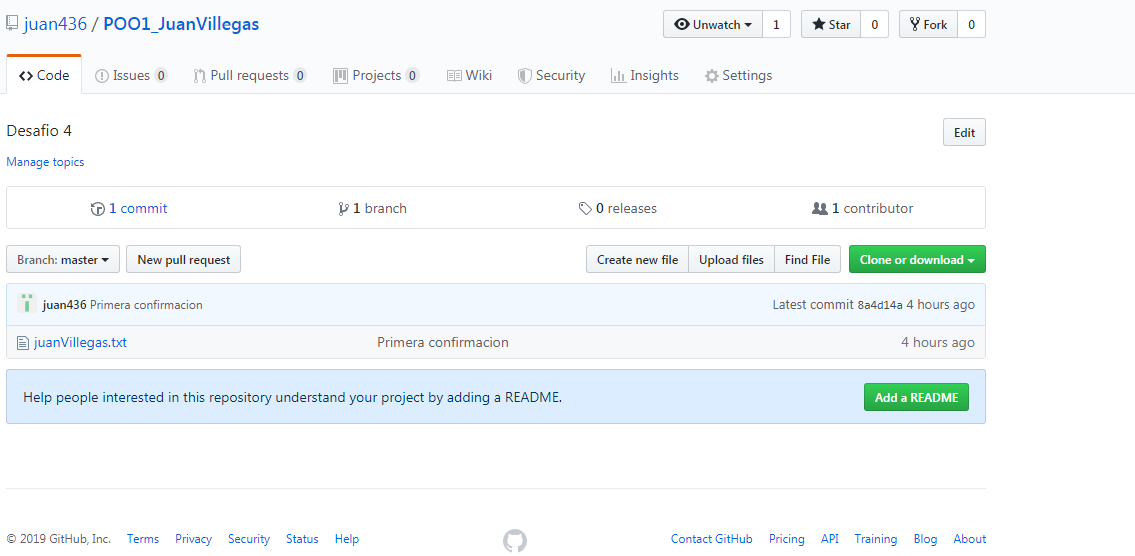 juan436 / POO1_JuanVillegas Unwatch 1 Star 0 Fork 0
Code Issues 0 Pull requests 0 Projects 0 Wiki Security Insights Settings
Desafio 4 Edit
Manage topics
1 commit 1 branch 0 releases 1 contributor
Branch: master New pull request Create new file Upload files Find File Clone or download
juan436 Primera confirmacion Latest commit 8a4d14a 4 hours ago
juanVillegas.txt Primera confirmacion 4 hours ago
Help people interested in this repository understand your project by adding a README. Add a README
© 2019 GitHub, Inc. Terms Privacy Security Status Help Contact GitHub Pricing API Training Blog About